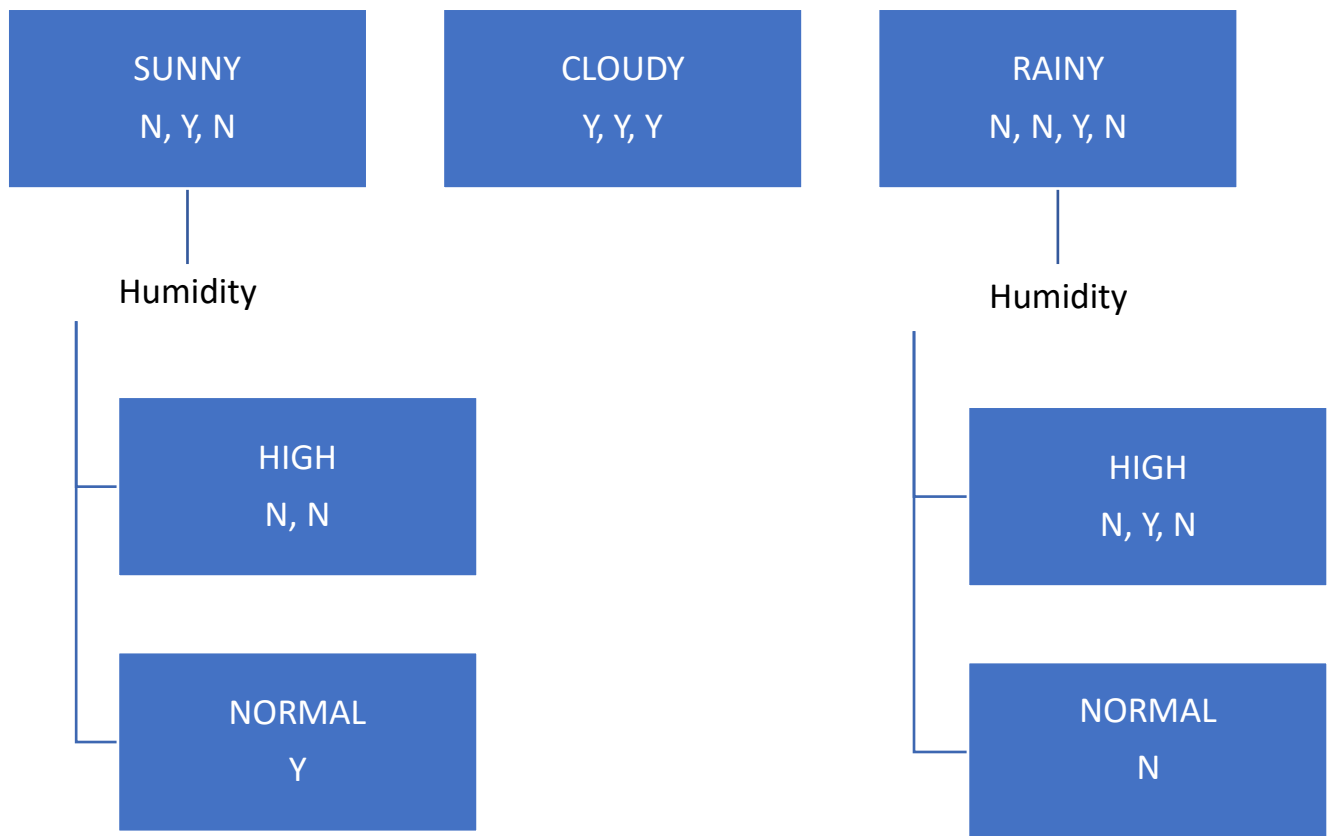 SUNNY
N, Y, N
CLOUDY
Y, Y, Y
RAINY
N, N, Y, N
Humidity
HIGH
N, N
NORMAL
Y
Humidity
HIGH
N, Y, N
NORMAL
N